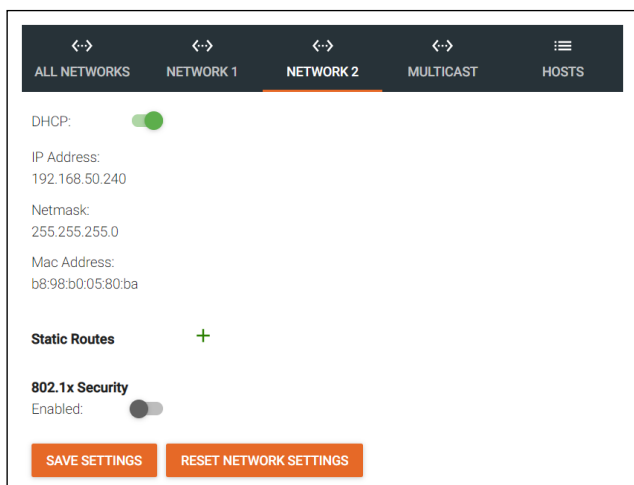 ALL NETWORKS NETWORK 1 NETWORK 2 MULTICAST HOSTS
DHCP:
IP Address:
192.168.50.240
Netmask:
255.255.255.0
Mac Address:
b8:98:b0:05:80:ba
Static Routes
802.1x Security
Enabled:
SAVE SETTINGS RESET NETWORK SETTINGS